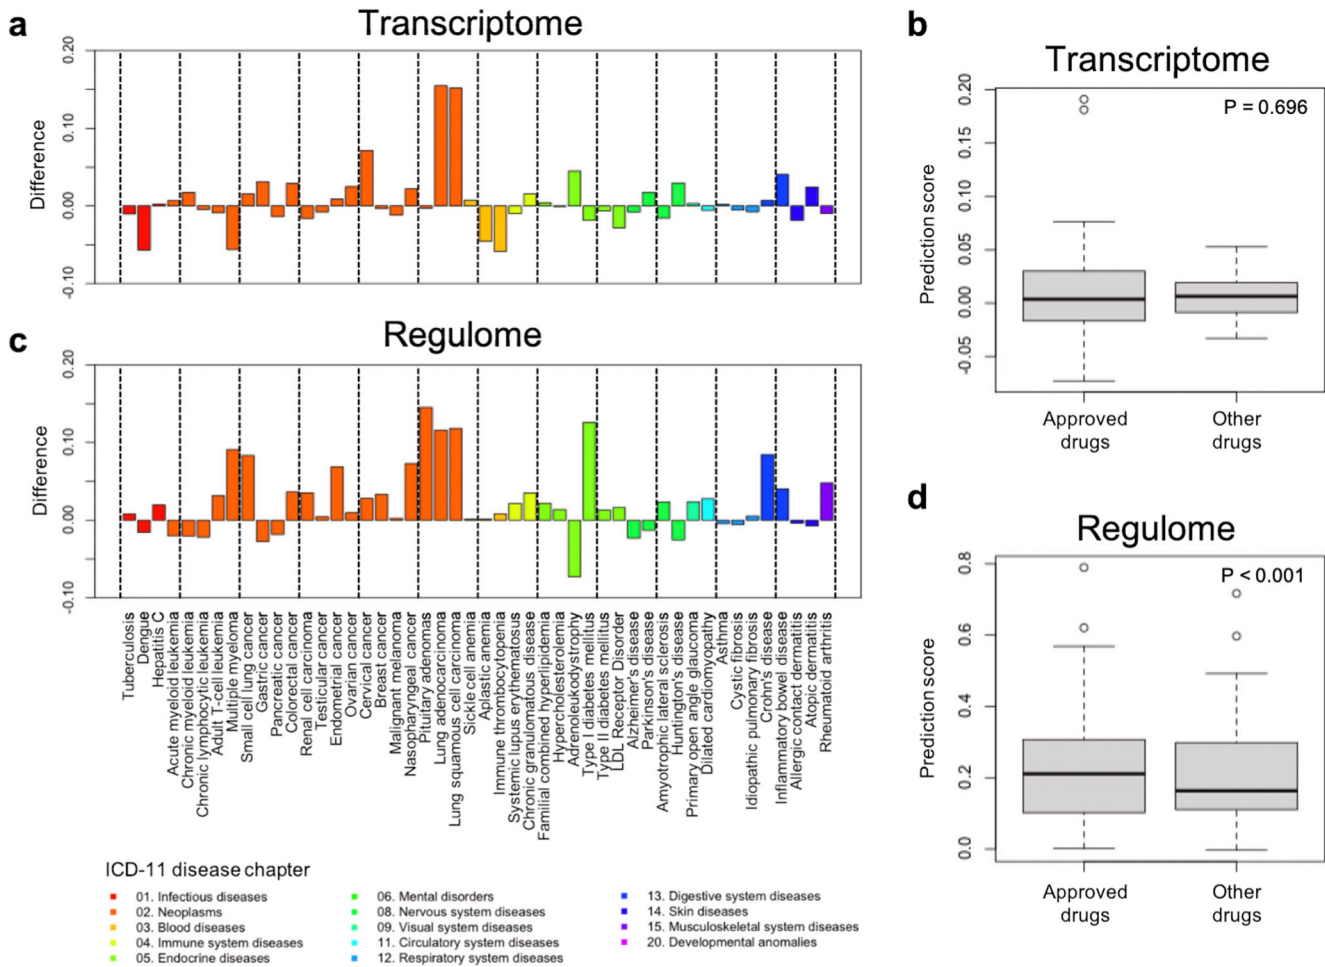 a
Transcriptome
Difference
0.20
0.10
0.00
-0.10
b
Transcriptome
P = 0.696
Prediction score
0.20
0.15
0.10
0.05
0.00
-0.05
Approved
drugs
Other
drugs
c
Regulome
Difference
0.20
0.10
0.00
-0.10
Tuberculosis
Dengue
Hepatitis C
Acute myeloid leukemia
Chronic myeloid leukemia
Chronic lymphocytic leukemia
Adult T-cell leukemia
Multiple myeloma
Small cell lung cancer
Gastric cancer
Pancreatic cancer
Colorectal cancer
Renal cell carcinoma
Testicular cancer
Endometrial cancer
Ovarian cancer
Cervical cancer
Breast cancer
Malignant melanoma
Nasopharyngeal cancer
Pituitary adenomas
Lung adenocarcinoma
Lung squamous cell carcinoma
Sickle cell anemia
Aplastic anemia
Immune thrombocytopenia
Systemic lupus erythematosus
Chronic granulomatous disease
Familial combined hyperlipidemia
Hypercholesterolemia
Adrenoleukodystrophy
Type I diabetes mellitus
Type II diabetes mellitus
LDL Receptor Disorder
Alzheimer's disease
Parkinson's disease
Amyotrophic lateral sclerosis
Huntington's disease
Primary open angle glaucoma
Dilated cardiomyopathy
Asthma
Cystic fibrosis
Idiopathic pulmonary fibrosis
Crohn's disease
Inflammatory bowel disease
Allergic contact dermatitis
Atopic dermatitis
Rheumatoid arthritis
d
Regulome
P < 0.001
Prediction score
0.8
0.6
0.4
0.2
0.0
Approved
drugs
Other
drugs
ICD-11 disease chapter
01. Infectious diseases
02. Neoplasms
03. Blood diseases
04. Immune system diseases
05. Endocrine diseases
06. Mental disorders
08. Nervous system diseases
09. Visual system diseases
11. Circulatory system diseases
12. Respiratory system diseases
13. Digestive system diseases
14. Skin diseases
15. Musculoskeletal system diseases
20. Developmental anomalies